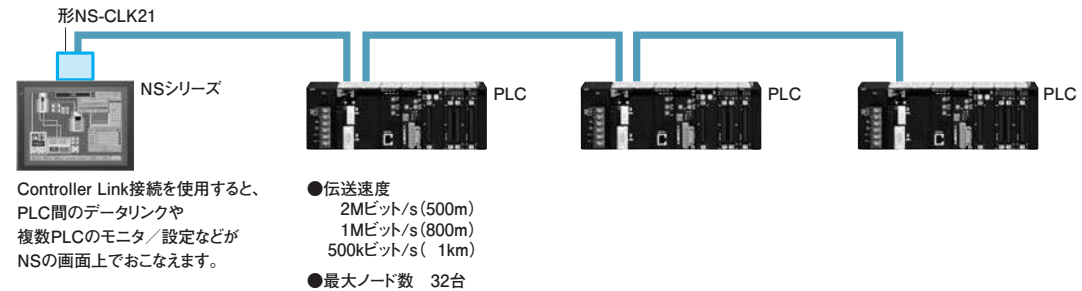 形NS-CLK21
NSシリーズ
PLC
PLC
PLC
Controller Link接続を使用すると、
PLC間のデータリンクや
複数PLCのモニタ／設定などが
NSの画面上でおこなえます。
●伝送速度
2Mビット/s（500m）
1Mビット/s（800m）
500kビット/s（　1km）
●最大ノード数　32台